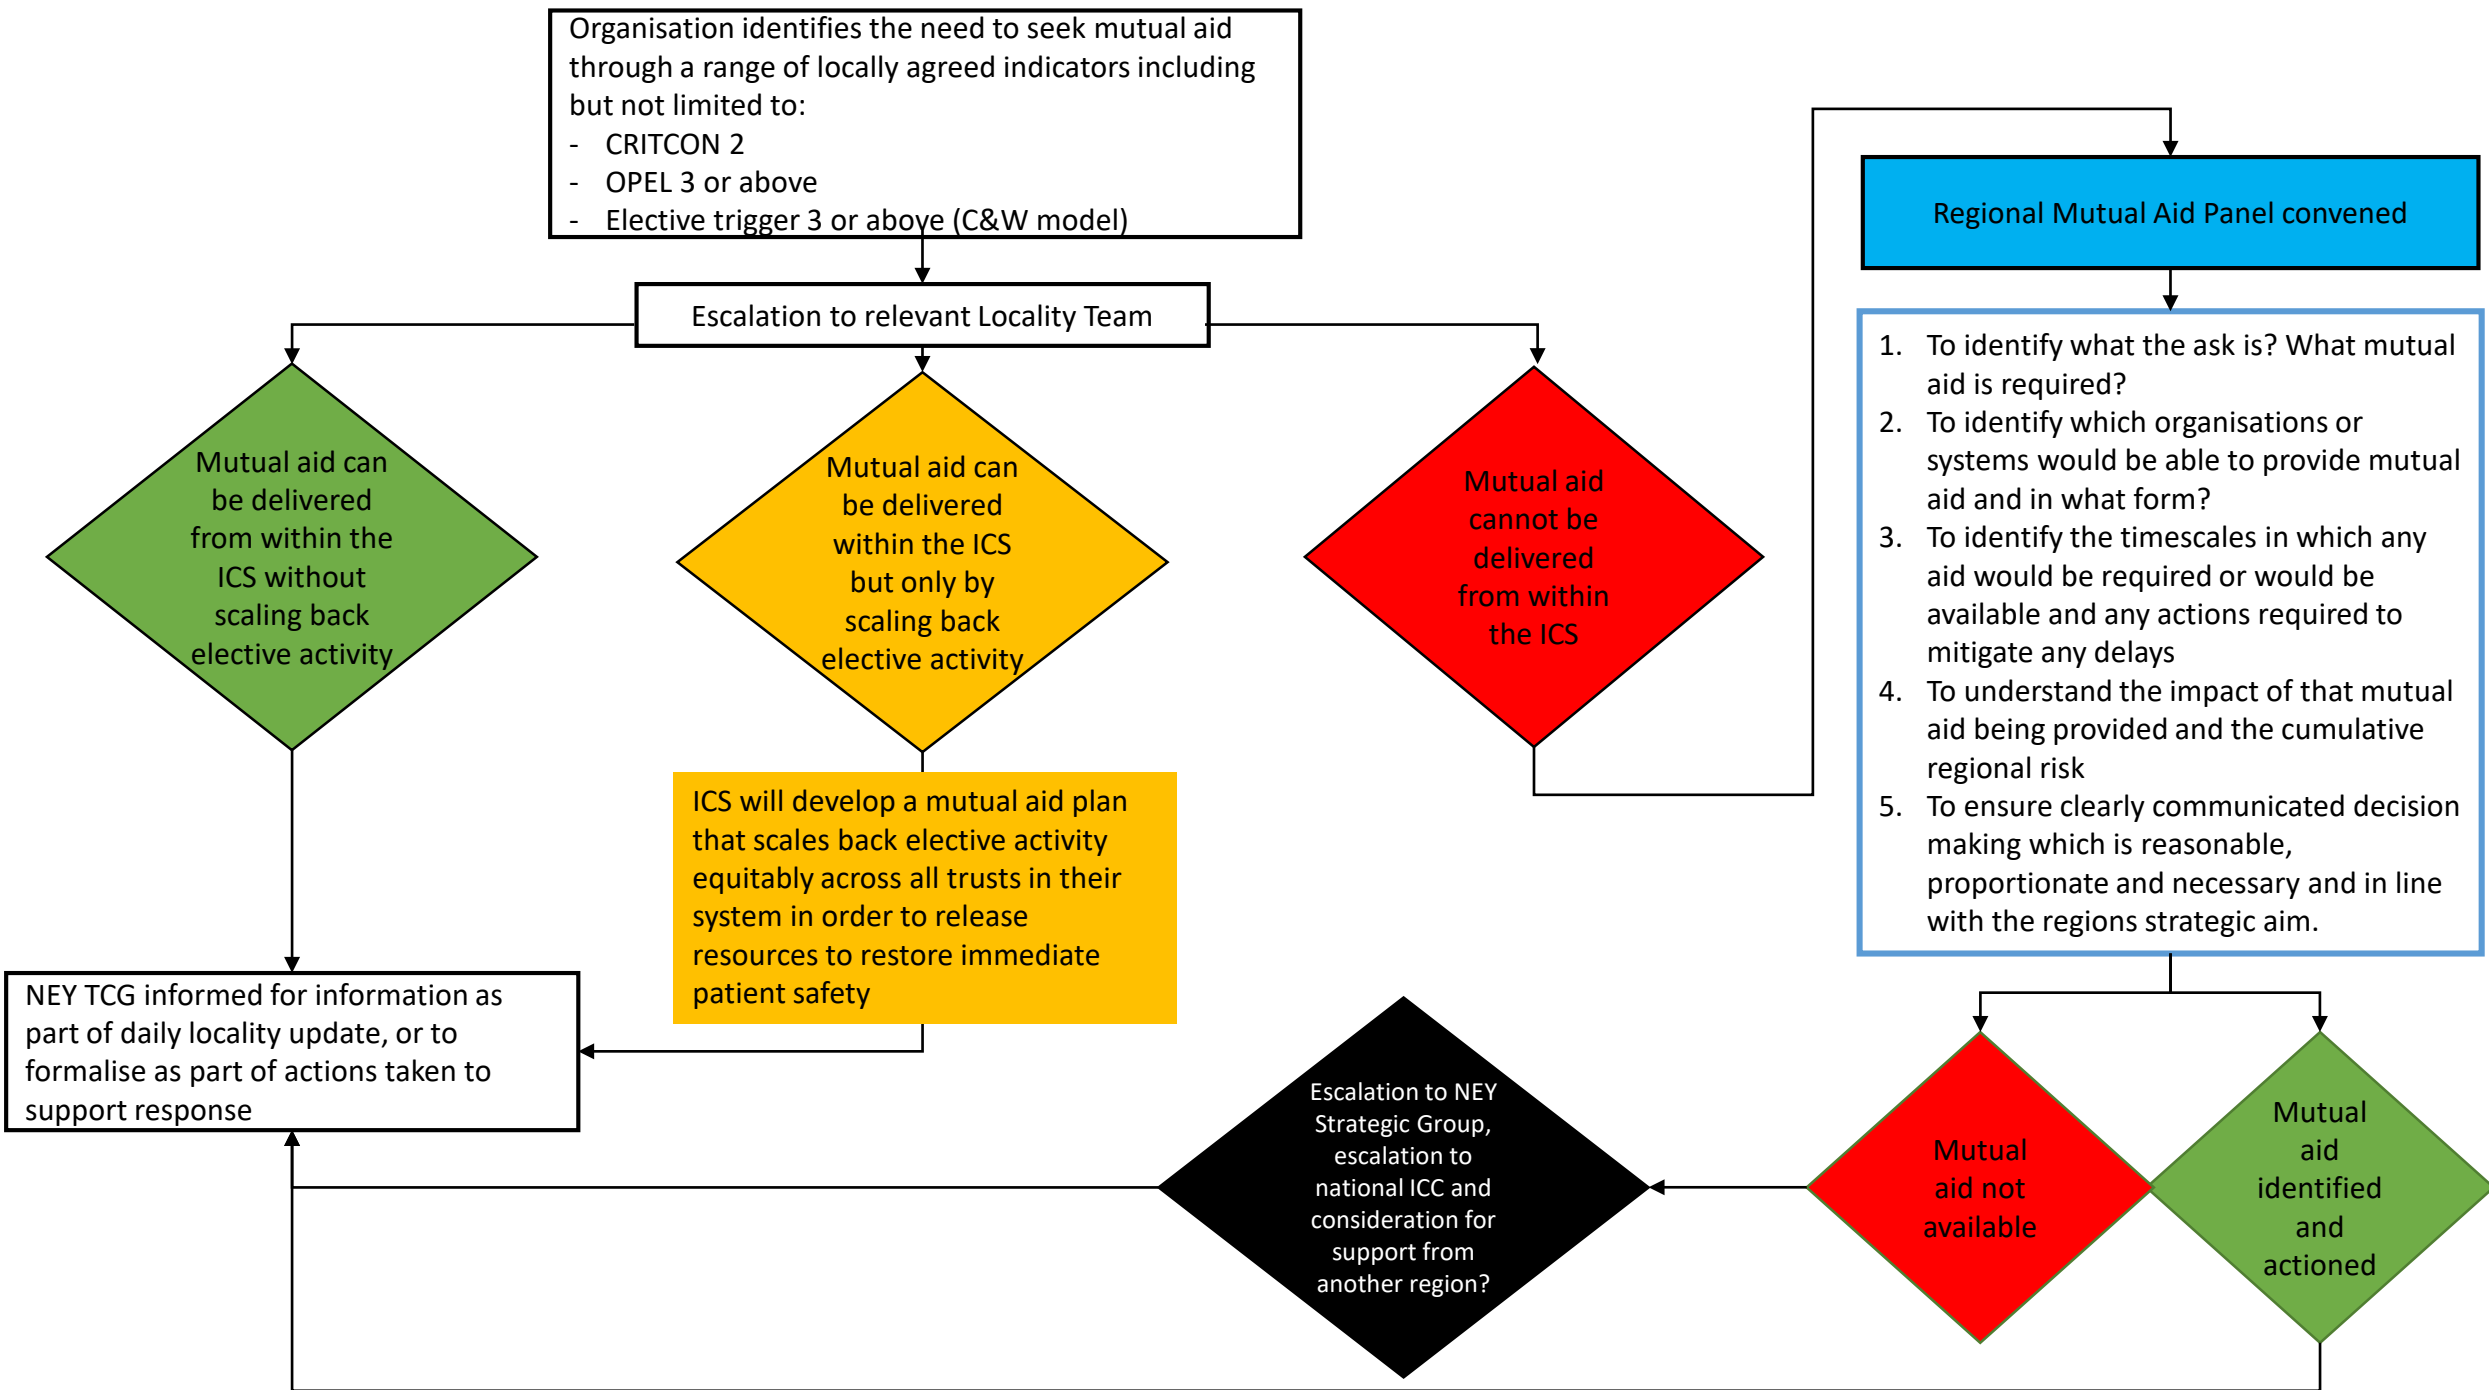 Organisation identifies the need to seek mutual aid
through a range of locally agreed indicators including
but not limited to:
- CRITCON 2
- OPEL 3 or above
- Elective trigger 3 or above (C&W model)
Escalation to relevant Locality Team
Mutual aid can
be delivered
from within the
ICS without
scaling back
elective activity
Mutual aid can
be delivered
within the ICS
but only by
scaling back
elective activity
Mutual aid
cannot be
delivered
from within
the ICS
ICS will develop a mutual aid plan
that scales back elective activity
equitably across all trusts in their
system in order to release
resources to restore immediate
patient safety
NEY TCG informed for information as
part of daily locality update, or to
formalise as part of actions taken to
support response
Regional Mutual Aid Panel convened
1. To identify what the ask is? What mutual
aid is required?
2. To identify which organisations or
systems would be able to provide mutual
aid and in what form?
3. To identify the timescales in which any
aid would be required or would be
available and any actions required to
mitigate any delays
4. To understand the impact of that mutual
aid being provided and the cumulative
regional risk
5. To ensure clearly communicated decision
making which is reasonable,
proportionate and necessary and in line
with the regions strategic aim.
Escalation to NEY
Strategic Group,
escalation to
national ICC and
consideration for
support from
another region?
Mutual
aid not
available
Mutual
aid
identified
and
actioned